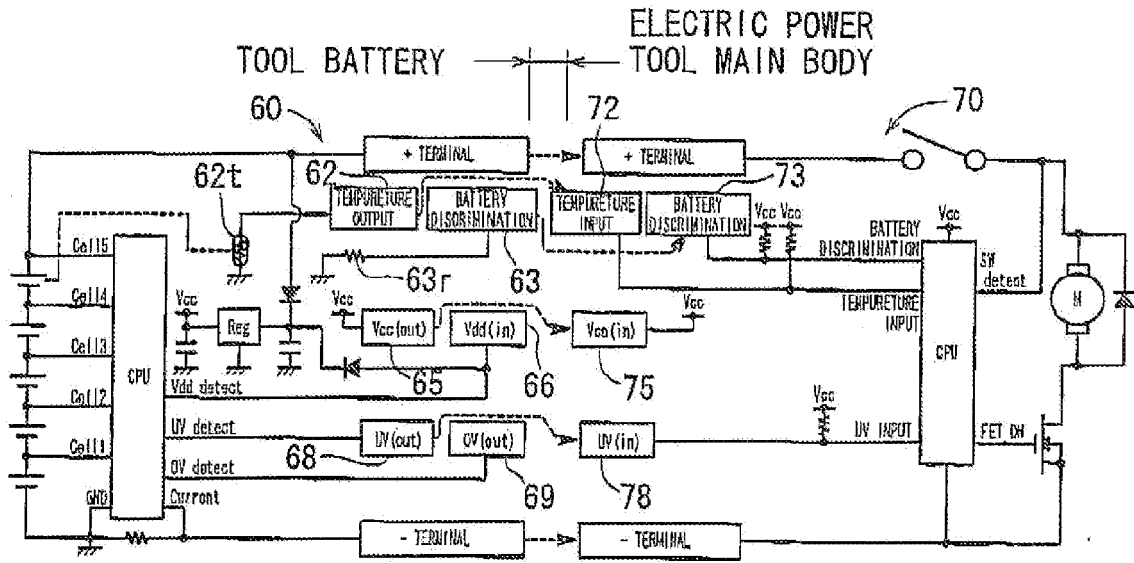 ELECTRIC POWER
TOOL BATTERY
TOOL MAIN BODY
60
72
70
+ TERMINAL
+ TERMINAL
62t
62
73
TEMPURETURE
OUTPUT
BATTERY
DISCRIMINATION
TEMPURETURE
INPUT
BATTERY
DISCRIMINATION
Vcc
Vcc
BATTERY
DISCRIMINATION
Vcc
SW
detect
Cell5
63r
63
M
Cell4
Vcc
Reg
Vcc
Vcc(out)
Vdd(in)
Vcc(in)
Vcc
TEMPURETURE
INPUT
CPU
Cell3
CPU
65
66
75
Vdd detect
Cell2
Vcc
UV detect
UV(out)
OV(out)
UV(in)
UV INPUT
FET ON
Cell1
68
OV detect
69
78
GND
Current
- TERMINAL
- TERMINAL